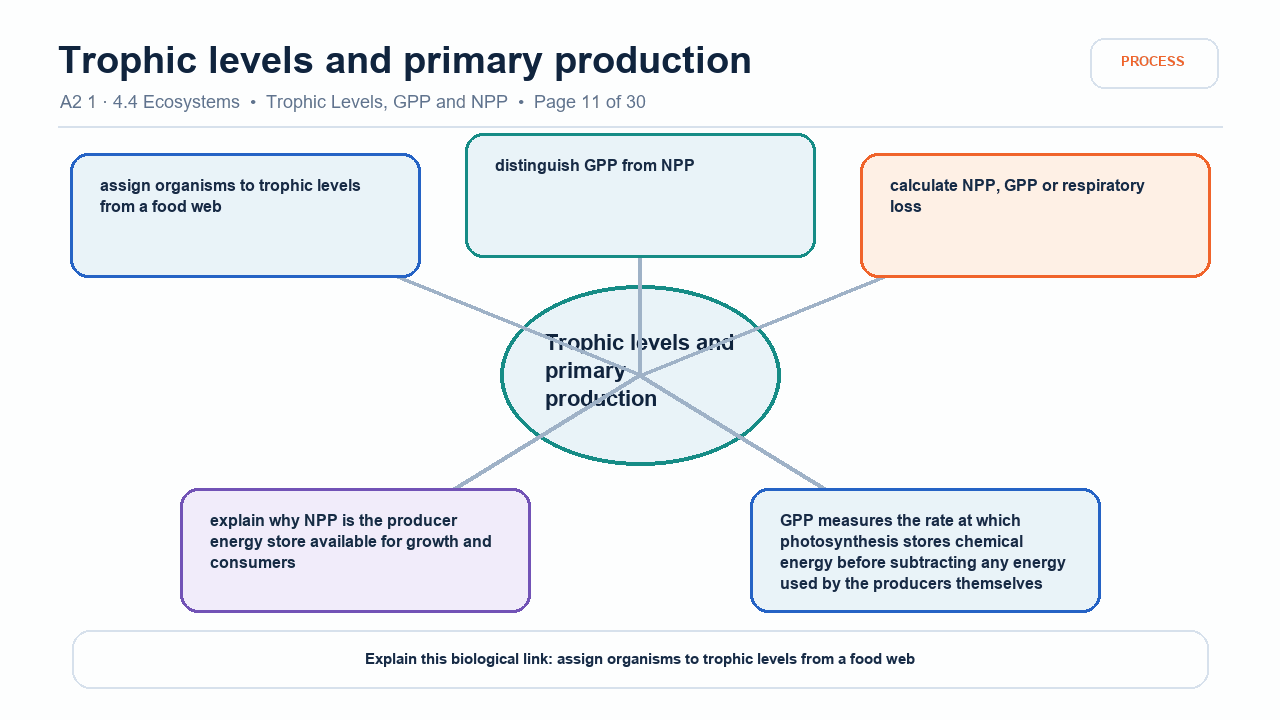 Trophic levels and primary production
PROCESS
A2 1 · 4.4 Ecosystems • Trophic Levels, GPP and NPP • Page 11 of 30
assign organisms to trophic levels
from a food web
distinguish GPP from NPP
calculate NPP, GPP or respiratory
loss
Trophic levels and
primary
production
explain why NPP is the producer
energy store available for growth and
consumers
GPP measures the rate at which
photosynthesis stores chemical
energy before subtracting any energy
used by the producers themselves
Explain this biological link: assign organisms to trophic levels from a food web